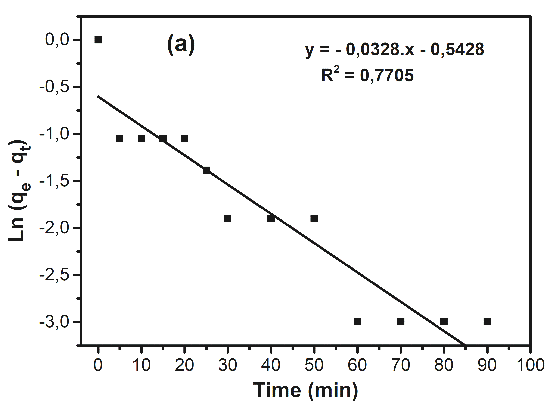 (a)
y = - 0,0328.x - 0,5428
R² = 0,7705
Ln (qe - qt)
0,0
-0,5
-1,0
-1,5
-2,0
-2,5
-3,0
0 10 20 30 40 50 60 70 80 90 100
Time (min)